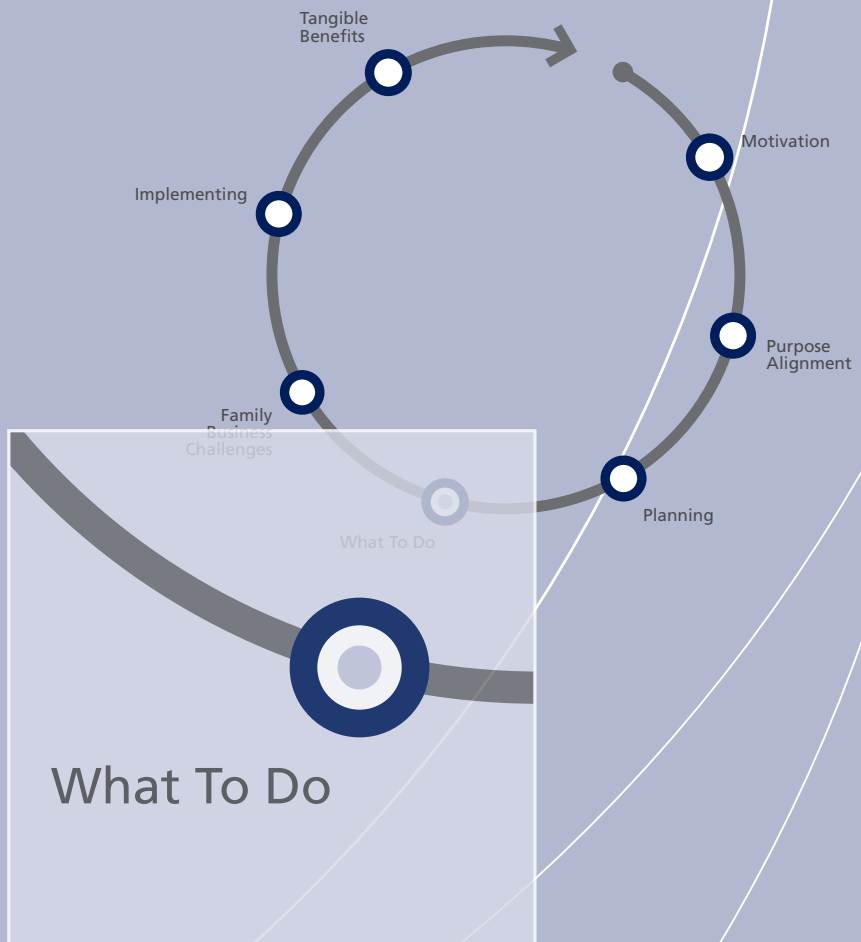 Tangible
Benefits
Motivation
Implementing
Purpose
Alignment
Family
Business
Challenges
Planning
What To Do
What To Do